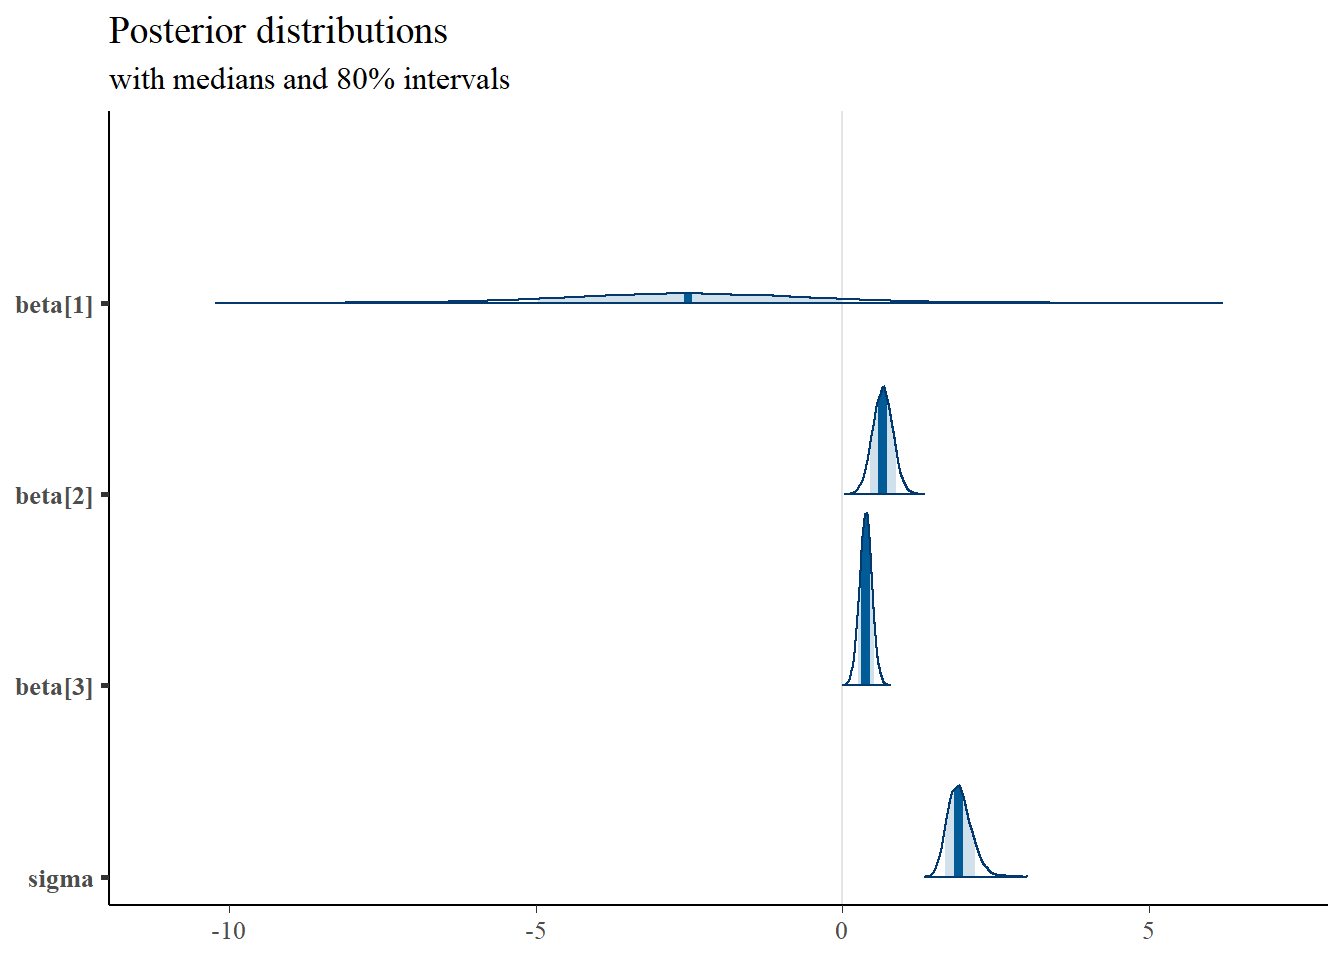 Posterior distributions
with medians and 80% intervals
beta[1]
beta[2]
beta[3]
sigma
-10 -5 0 5